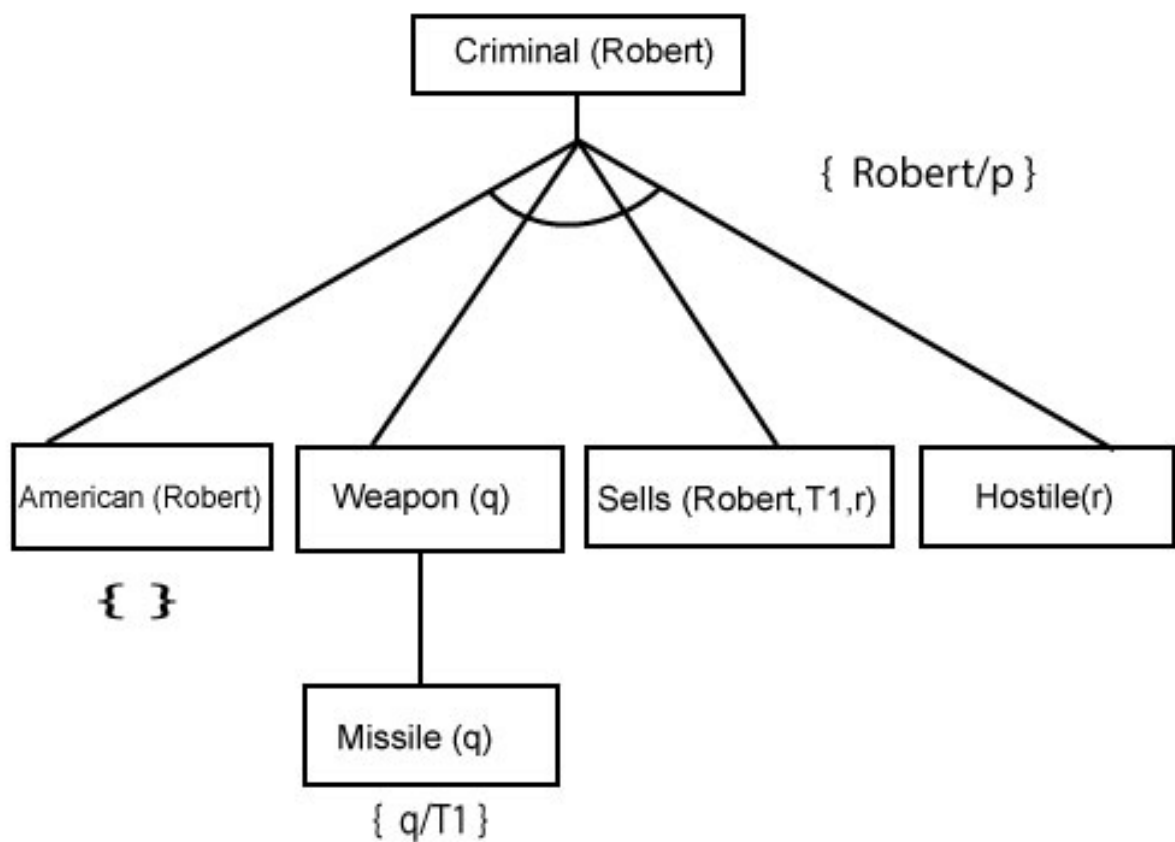 Criminal (Robert)
{ Robert/p }
American (Robert)
Weapon (q)
Sells (Robert,T1,r)
Hostile(r)
{ }
Missile (q)
{ q/T1 }